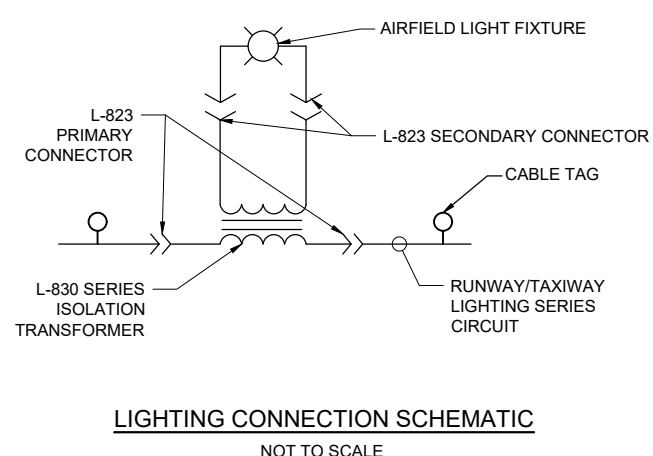 AIRFIELD LIGHT FIXTURE
L-823
PRIMARY
CONNECTOR
L-823 SECONDARY CONNECTOR
CABLE TAG
L-830 SERIES
ISOLATION
TRANSFORMER
RUNWAY/TAXIWAY
LIGHTING SERIES
CIRCUIT
LIGHTING CONNECTION SCHEMATIC
NOT TO SCALE